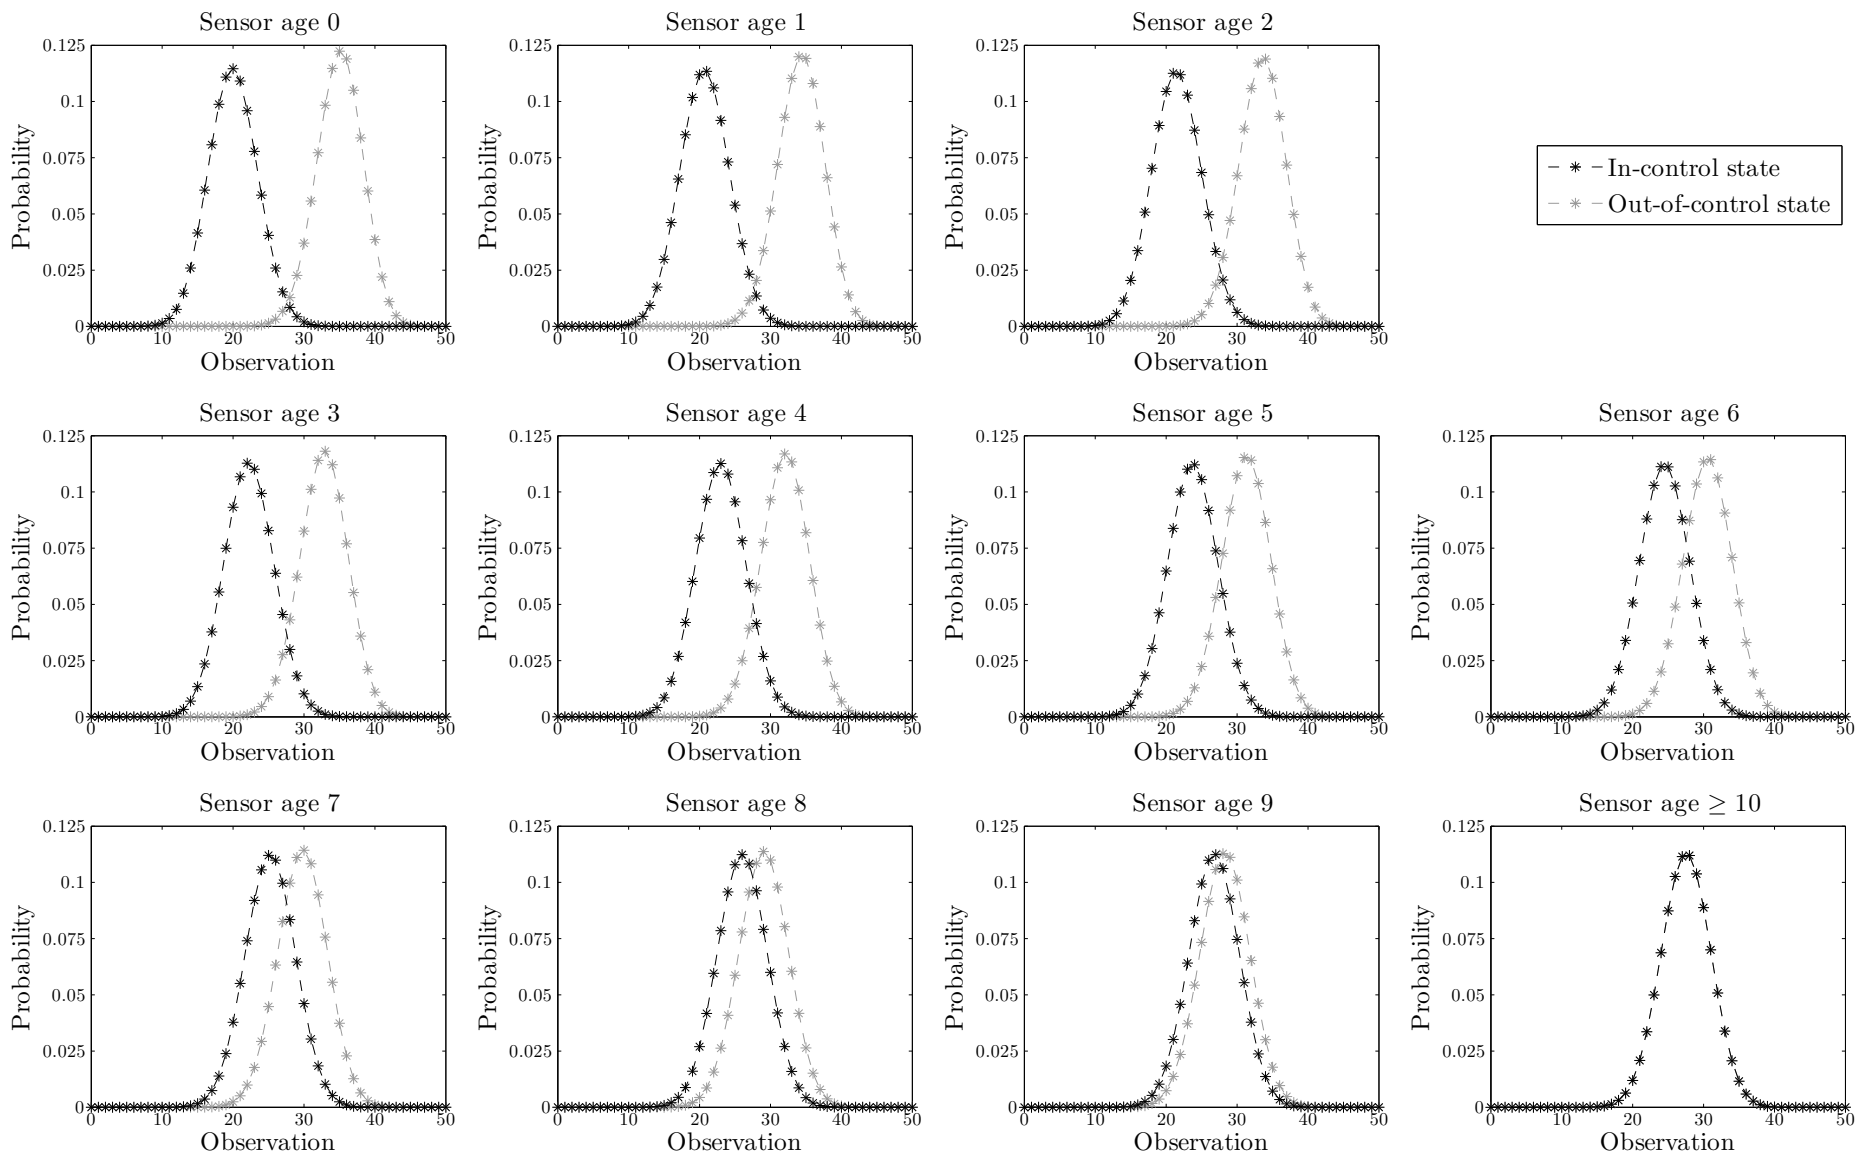 Sensor age 0
0.125
0.1
0.075
0.05
0.025
0
Probability
0 10 20 30 40 50
Observation
Sensor age 1
0.125
0.1
0.075
0.05
0.025
0
Probability
0 10 20 30 40 50
Observation
Sensor age 2
0.125
0.1
0.075
0.05
0.025
0
Probability
0 10 20 30 40 50
Observation
In-control state
Out-of-control state
Sensor age 3
0.125
0.1
0.075
0.05
0.025
0
Probability
0 10 20 30 40 50
Observation
Sensor age 4
0.125
0.1
0.075
0.05
0.025
0
Probability
0 10 20 30 40 50
Observation
Sensor age 5
0.125
0.1
0.075
0.05
0.025
0
Probability
0 10 20 30 40 50
Observation
Sensor age 6
0.125
0.1
0.075
0.05
0.025
0
Probability
0 10 20 30 40 50
Observation
Sensor age 7
0.125
0.1
0.075
0.05
0.025
0
Probability
0 10 20 30 40 50
Observation
Sensor age 8
0.125
0.1
0.075
0.05
0.025
0
Probability
0 10 20 30 40 50
Observation
Sensor age 9
0.125
0.1
0.075
0.05
0.025
0
Probability
0 10 20 30 40 50
Observation
Sensor age ≥ 10
0.125
0.1
0.075
0.05
0.025
0
Probability
0 10 20 30 40 50
Observation